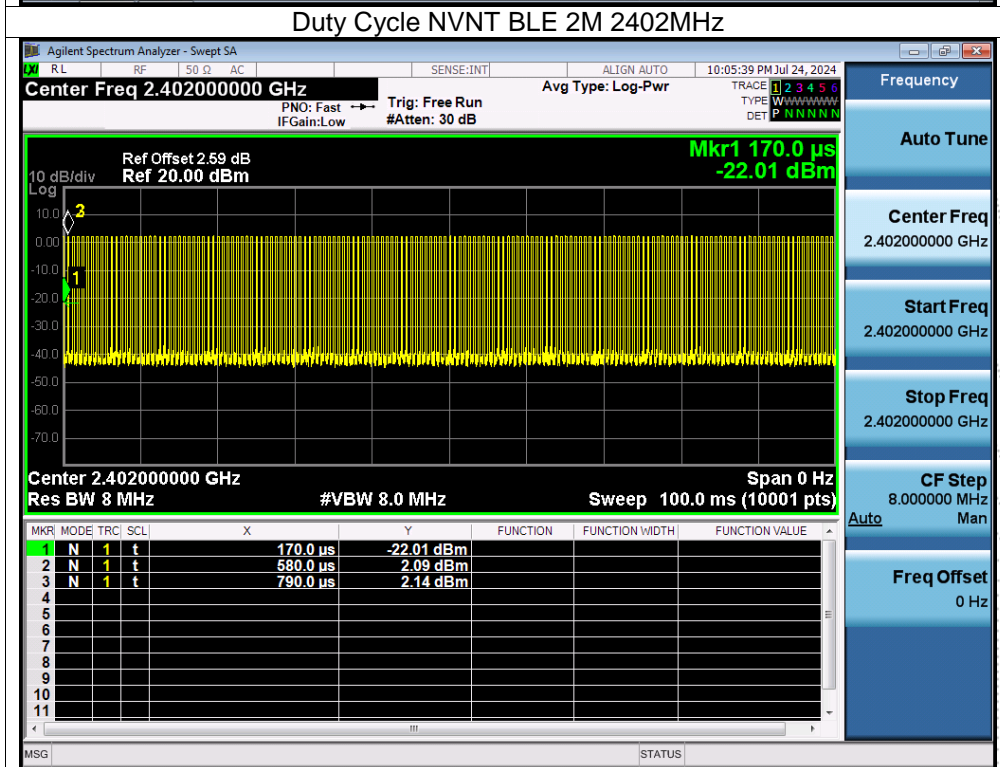 Duty Cycle NVNT BLE 2M 2402MHz
Agilent Spectrum Analyzer - Swept SA
LXI RL RF 50 Ω AC SENSE:INT ALIGN AUTO 10:05:39 PM Jul 24, 2024
Center Freq 2.402000000 GHz
PNO: Fast
IFGain:Low
Trig: Free Run
#Atten: 30 dB
Avg Type: Log-Pwr
TRACE 1 2 3 4 5 6
TYPE WWWWWW
DET P NNNNN
Mkr1 170.0 µs
-22.01 dBm
10 dB/div
Log
Ref Offset 2.59 dB
Ref 20.00 dBm
10.0
0.00
-10.0
-20.0
-30.0
-40.0
-50.0
-60.0
-70.0
3
1
Center 2.402000000 GHz
Res BW 8 MHz
#VBW 8.0 MHz
Span 0 Hz
Sweep 100.0 ms (10001 pts)
MKR MODE TRC SCL X Y FUNCTION FUNCTION WIDTH FUNCTION VALUE
1 N 1 t 170.0 µs -22.01 dBm
2 N 1 t 580.0 µs 2.09 dBm
3 N 1 t 790.0 µs 2.14 dBm
4
5
6
7
8
9
10
11
MSG
STATUS
Frequency
Auto Tune
Center Freq
2.402000000 GHz
Start Freq
2.402000000 GHz
Stop Freq
2.402000000 GHz
CF Step
8.000000 MHz
Auto Man
Freq Offset
0 Hz